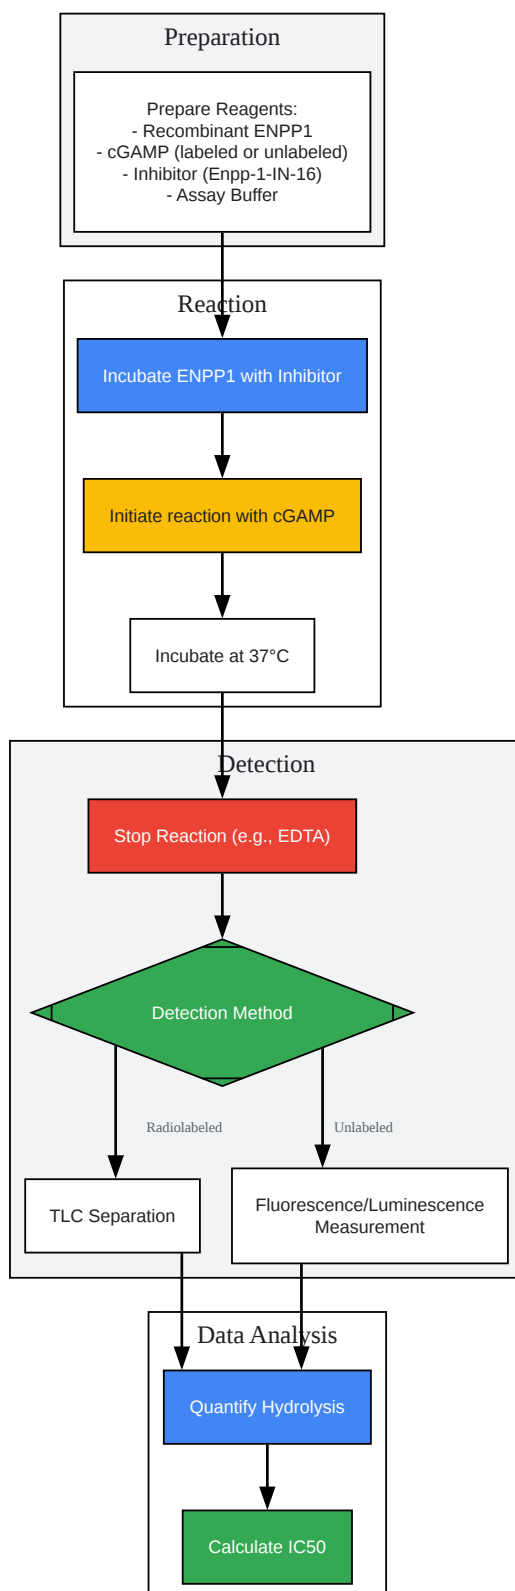 Preparation
Prepare Reagents:
- Recombinant ENPP1
- cGAMP (labeled or unlabeled)
- Inhibitor (Enpp-1-IN-16)
- Assay Buffer
Reaction
Incubate ENPP1 with Inhibitor
Initiate reaction with cGAMP
Incubate at 37°C
Detection
Stop Reaction (e.g., EDTA)
Detection Method
Radiolabeled
Unlabeled
TLC Separation
Fluorescence/Luminescence
Measurement
Data Analysis
Quantify Hydrolysis
Calculate IC50